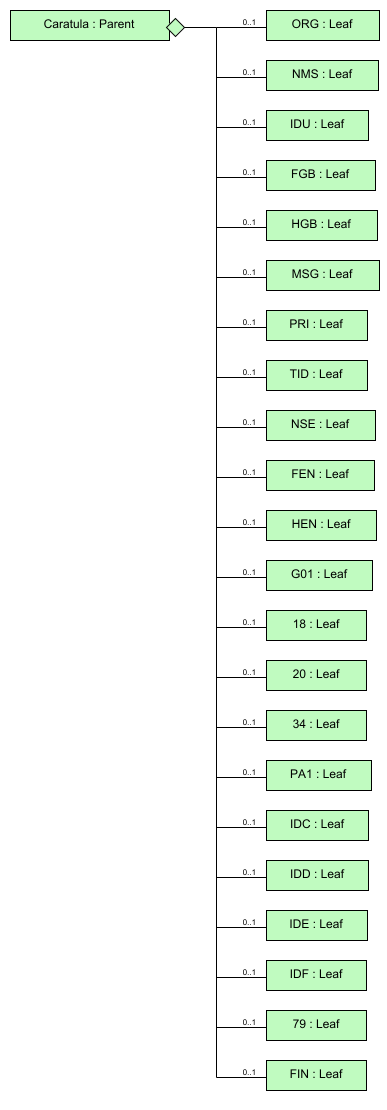 Caratula : Parent
0..1 ORG : Leaf
0..1 NMS : Leaf
0..1 IDU : Leaf
0..1 FGB : Leaf
0..1 HGB : Leaf
0..1 MSG : Leaf
0..1 PRI : Leaf
0..1 TID : Leaf
0..1 NSE : Leaf
0..1 FEN : Leaf
0..1 HEN : Leaf
0..1 G01 : Leaf
0..1 18 : Leaf
0..1 20 : Leaf
0..1 34 : Leaf
0..1 PA1 : Leaf
0..1 IDC : Leaf
0..1 IDD : Leaf
0..1 IDE : Leaf
0..1 IDF : Leaf
0..1 79 : Leaf
0..1 FIN : Leaf